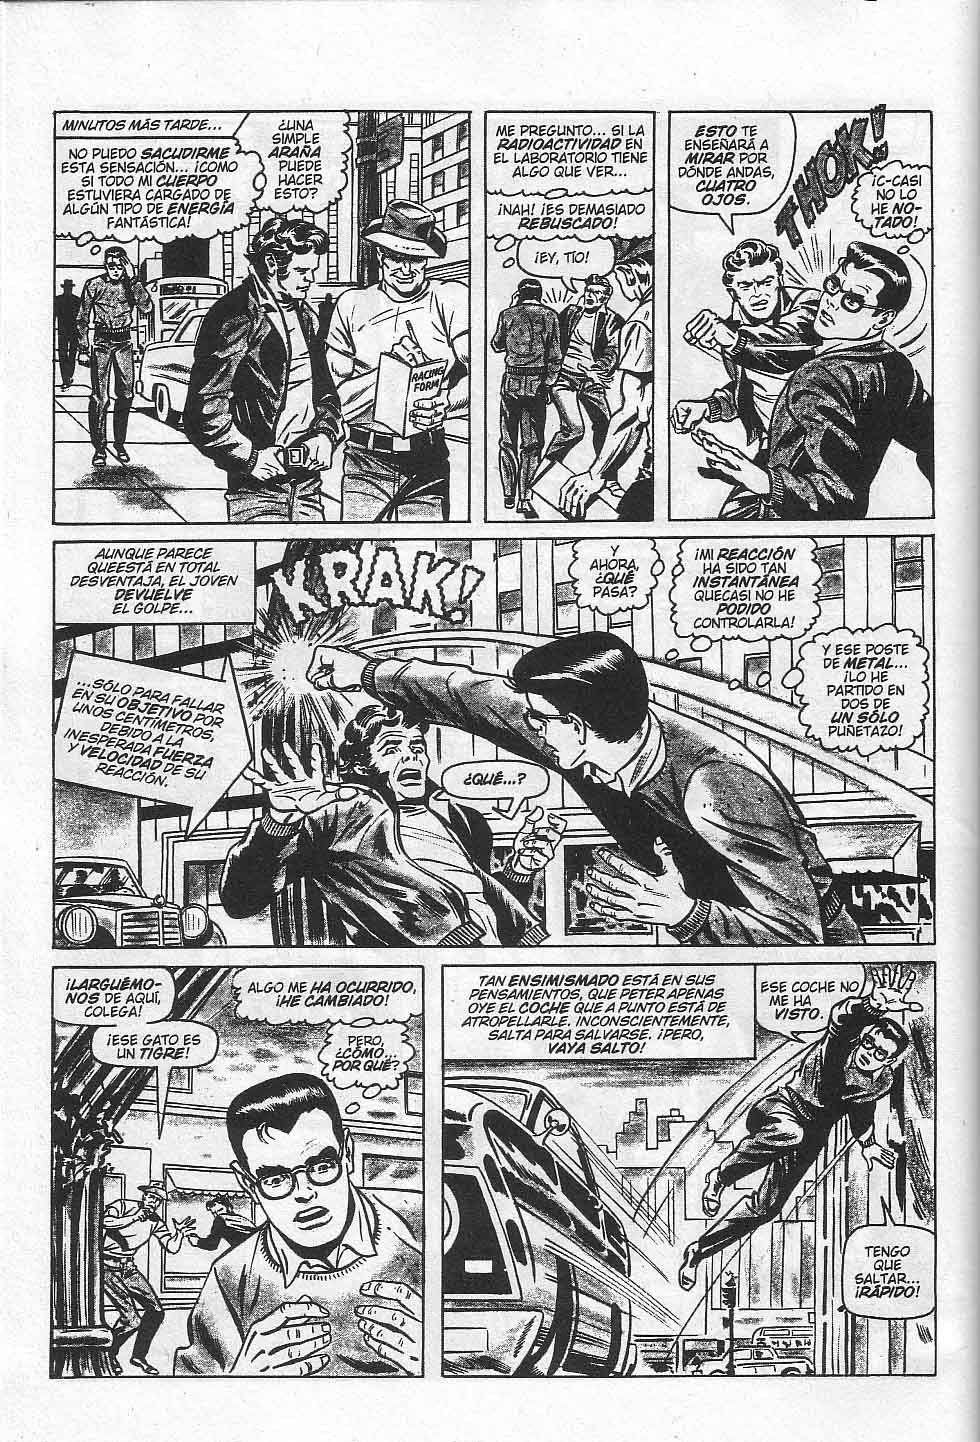 MINUTOS MÁS TARDE...
NO PUEDO SACUDIRME
ESTA SENSACIÓN... ¡COMO
SI TODO MI CUERPO
ESTUVIERA CARGADO DE
ALGÚN TIPO DE ENERGÍA
FANTÁSTICA!
¿UNA
SIMPLE
ARAÑA
PUEDE
HACER
ESTO?
RACING
FORM
ME PREGUNTO... SI LA
RADIOACTIVIDAD EN
EL LABORATORIO TIENE
ALGO QUE VER...
¡NAH! ¡ES DEMASIADO
REBUSCADO!
¡EY, TÍO!
ESTO TE
ENSEÑARÁ A
MIRAR POR
DÓNDE ANDAS,
CUATRO
OJOS.
THOK!
¡C-CASI
NO LO
HE NO-
TADO!
AUNQUE PARECE
QUEESTÁ EN TOTAL
DESVENTAJA, EL JOVEN
DEVUELVE
EL GOLPE...
...SÓLO PARA FALLAR
EN SU OBJETIVO POR
UNOS CENTÍMETROS,
DEBIDO A LA
INESPERADA FUERZA
Y VELOCIDAD DE SU
REACCIÓN.
KRAK!
¿QUÉ...?
Y
AHORA,
¿QUÉ
PASA?
¡MI REACCIÓN
HA SIDO TAN
INSTANTÁNEA
QUECASI NO HE
PODIDO
CONTROLARLA!
Y ESE POSTE
DE METAL...
¡LO HE
PARTIDO EN
DOS DE
UN SÓLO
PUÑETAZO!
¡LARGUÉMO-
NOS DE AQUÍ,
COLEGA!
¡ESE GATO ES
UN TIGRE!
ALGO ME HA OCURRIDO,
¡HE CAMBIADO!
PERO,
¿CÓMO...
POR QUÉ?
TAN ENSIMISMADO ESTÁ EN SUS
PENSAMIENTOS, QUE PETER APENAS
OYE EL COCHE QUE A PUNTO ESTÁ DE
ATROPELLARLE. INCONSCIENTEMENTE,
SALTA PARA SALVARSE. ¡PERO,
VAYA SALTO!
ESE COCHE NO
ME HA
VISTO.
TENGO
QUE
SALTAR...
¡RÁPIDO!